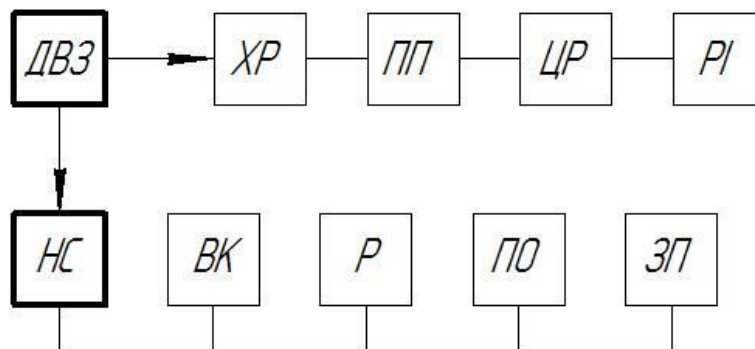 ДВЗ ХР ПП ЦР РІ
НС ВК Р ПО ЗП